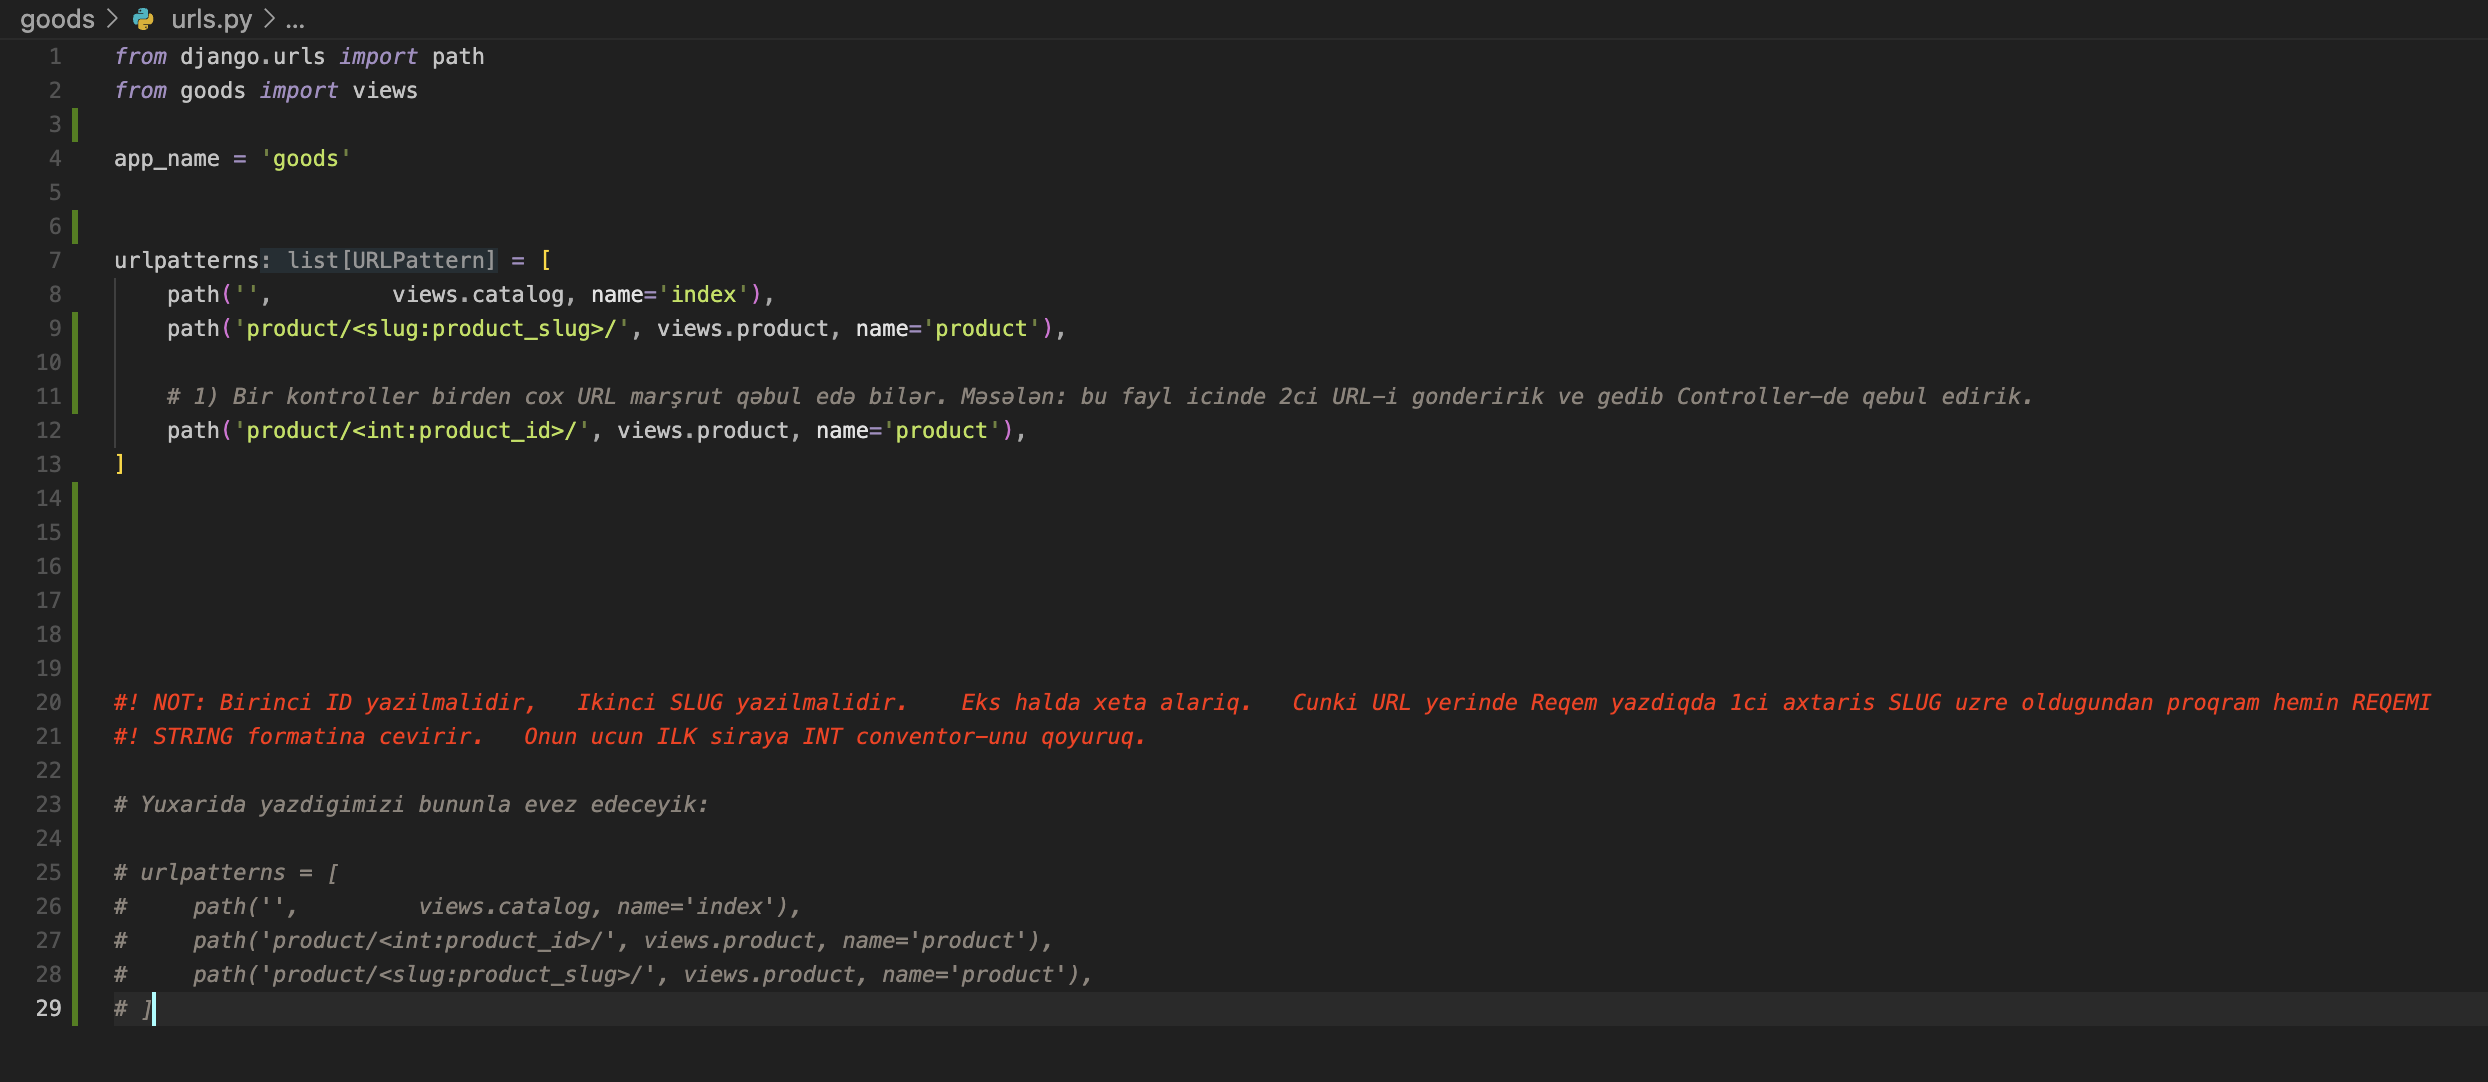 goods > urls.py > ...
1 from django.urls import path
2 from goods import views
3
4 app_name = 'goods'
5
6
7 urlpatterns: list[URLPattern] = [
8     path('',         views.catalog, name='index'),
9     path('product/<slug:product_slug>/', views.product, name='product'),
10
11     # 1) Bir kontroller birden cox URL marşrut qəbul edə bilər. Məsələn: bu fayl icinde 2ci URL-i gonderirik ve gedib Controller-de qebul edirik.
12     path('product/<int:product_id>/', views.product, name='product'),
13 ]
14
15
16
17
18
19
20 #! NOT: Birinci ID yazilmalidir,   Ikinci SLUG yazilmalidir.    Eks halda xeta alariq.   Cunki URL yerinde Reqem yazdiqda 1ci axtaris SLUG uzre oldugundan proqram hemin REQEMI
21 #! STRING formatina cevirir.   Onun ucun ILK siraya INT conventor-unu qoyuruq.
22
23 # Yuxarida yazdigimizi bununla evez edeceyik:
24
25 # urlpatterns = [
26 #     path('',         views.catalog, name='index'),
27 #     path('product/<int:product_id>/', views.product, name='product'),
28 #     path('product/<slug:product_slug>/', views.product, name='product'),
29 # ]